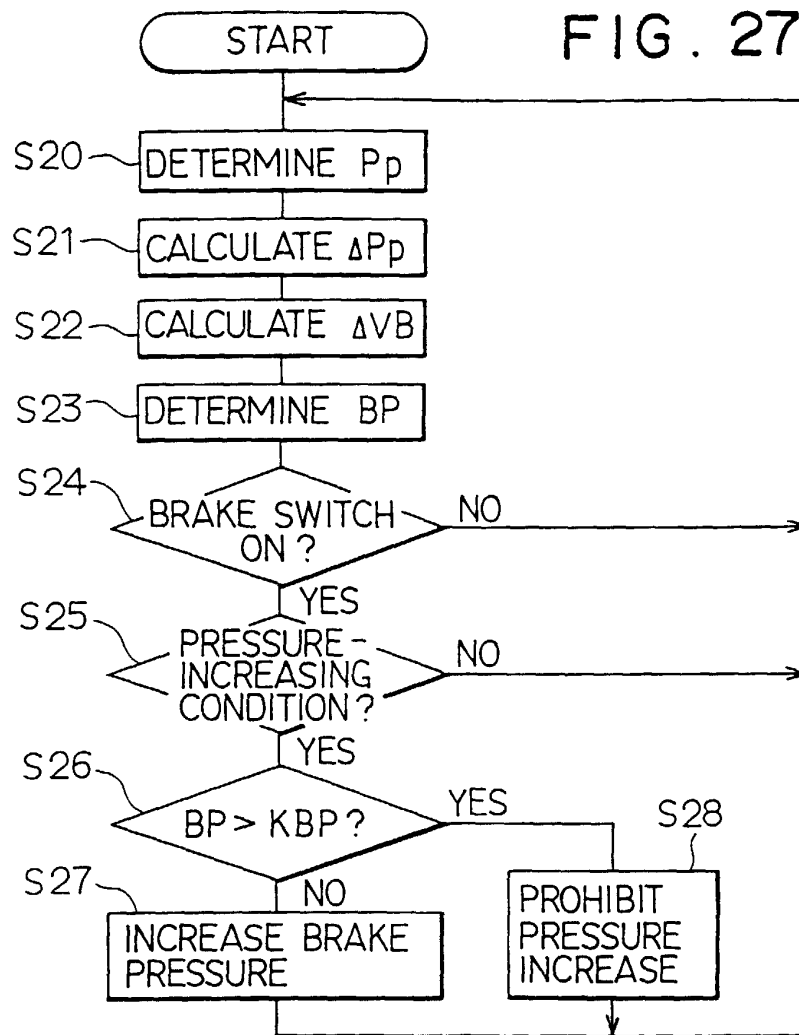 FIG. 27
START
S20
DETERMINE Pp
S21
CALCULATE ΔPp
S22
CALCULATE ΔVB
S23
DETERMINE BP
S24
BRAKE SWITCH
ON?
NO
YES
S25
PRESSURE-
INCREASING
CONDITION?
NO
YES
S26
BP > KBP?
YES
NO
S27
INCREASE BRAKE
PRESSURE
S28
PROHIBIT
PRESSURE
INCREASE